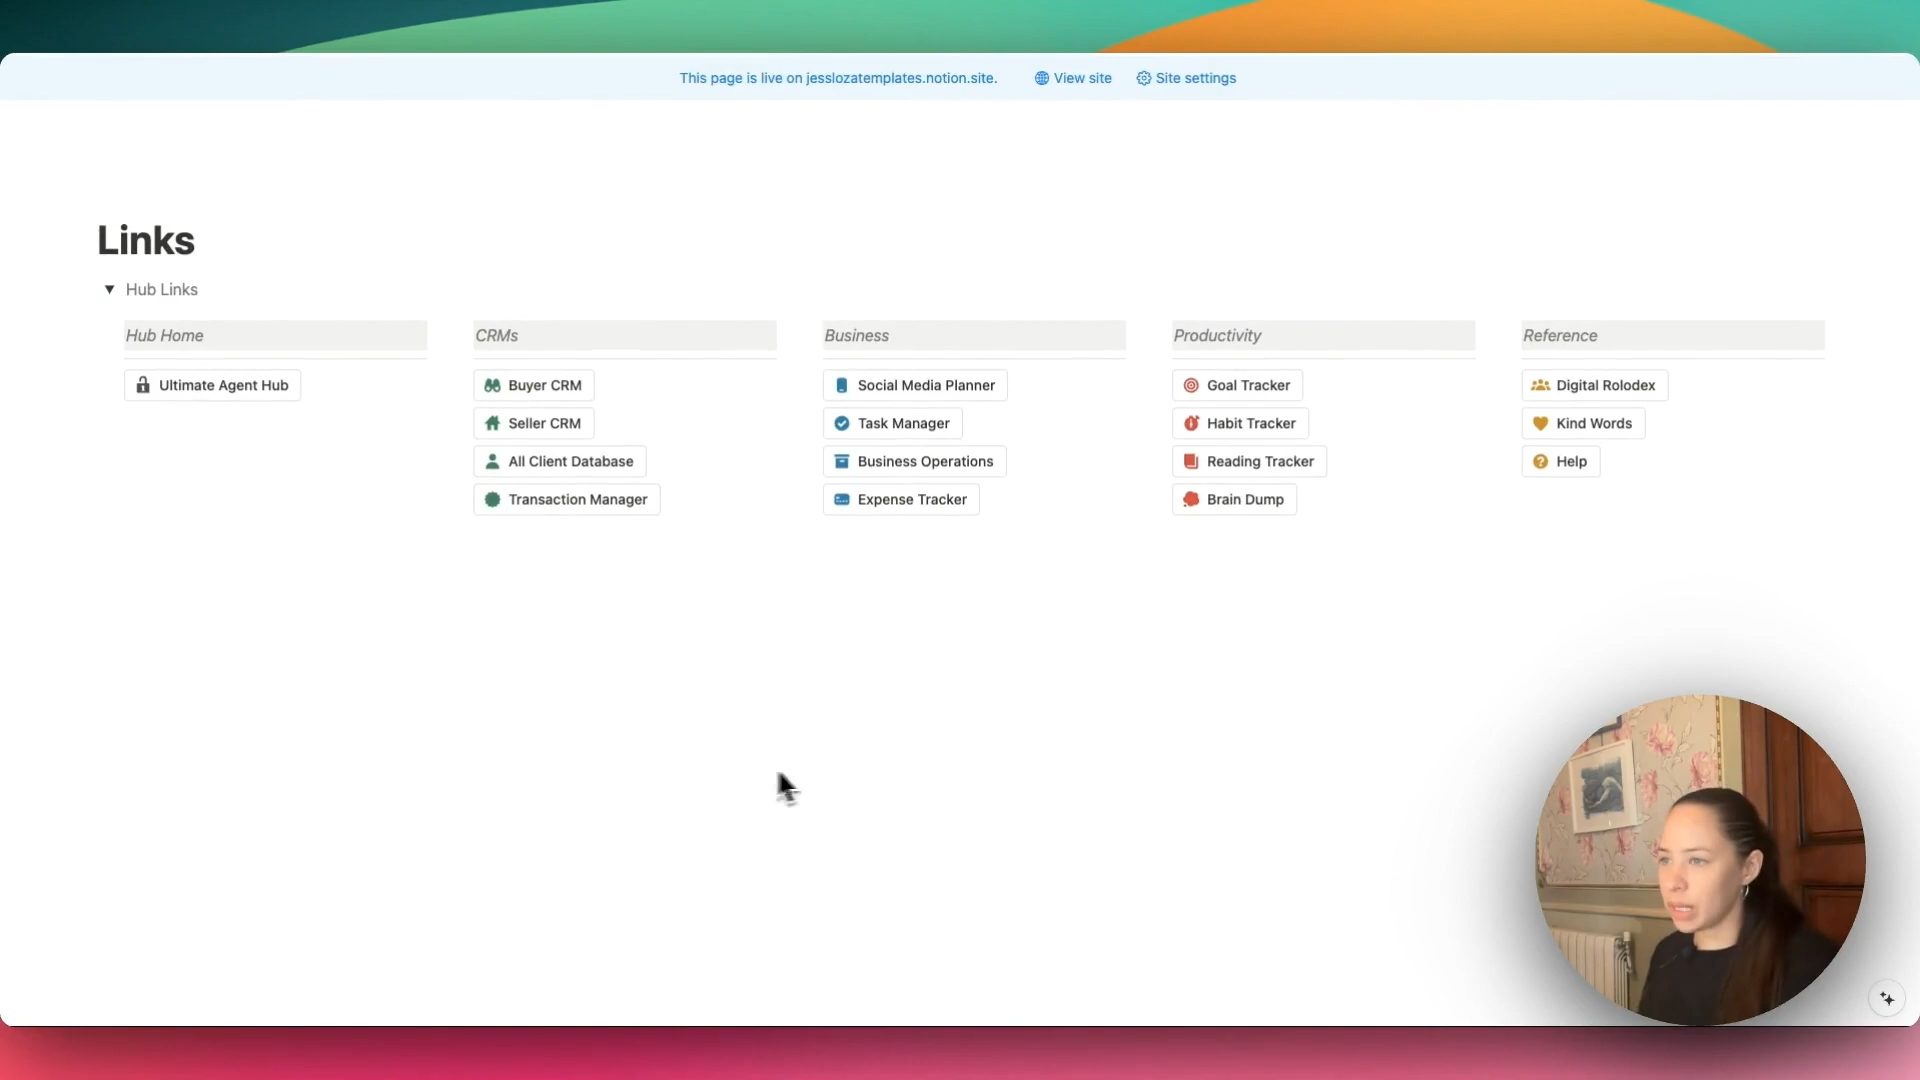 This page is live on jesslozatemplates.notion.site.
View site
Site settings
Links
Hub Links
Hub Home
Ultimate Agent Hub
CRMs
Buyer CRM
Seller CRM
All Client Database
Transaction Manager
Business
Social Media Planner
Task Manager
Business Operations
Expense Tracker
Productivity
Goal Tracker
Habit Tracker
Reading Tracker
Brain Dump
Reference
Digital Rolodex
Kind Words
Help